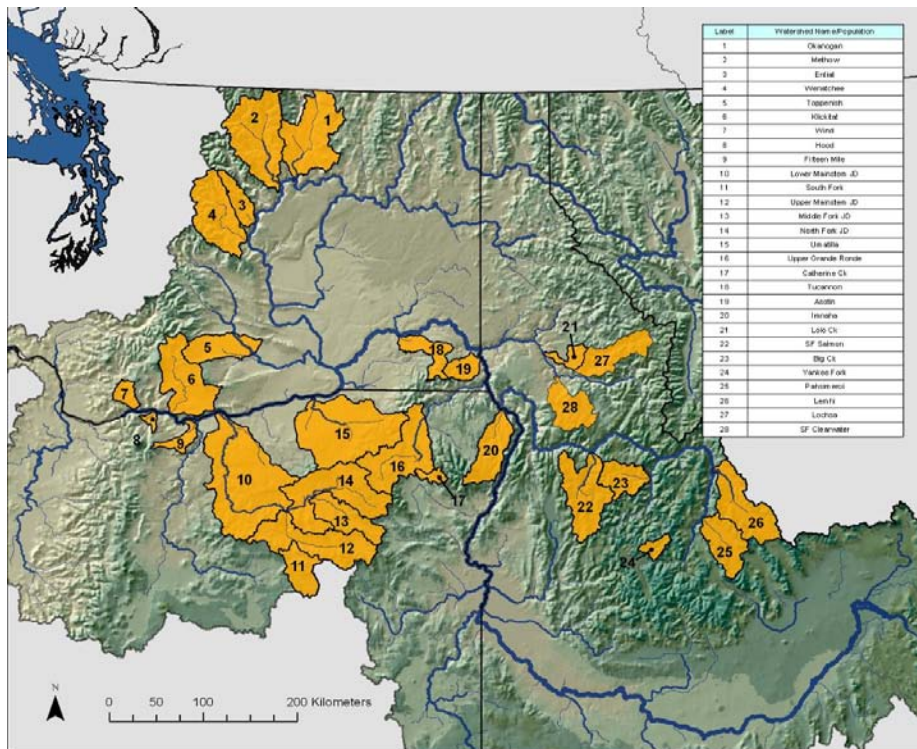 Label Watershed Name/Population
1 Okanogan
2 Methow
3 Entiat
4 Wenatchee
5 Toppenish
6 Klickitat
7 Wind
8 Hood
9 Fifteen Mile
10 Lower Mainstem JD
11 South Fork
12 Upper Mainstem JD
13 Middle Fork JD
14 North Fork JD
15 Umatilla
16 Upper Grande Ronde
17 Catherine Ck
18 Tucannon
19 Asotin
20 Imnaha
21 Lolo Ck
22 SF Salmon
23 Big Ck
24 Yankee Fork
25 Pahsimeroi
26 Lemhi
27 Lochsa
28 SF Clearwater
2
1
4
3
5
6
7
8
9
18
19
21
27
28
15
10
14
16
17
20
13
12
11
22
23
24
25
26
N
0 50 100 200 Kilometers